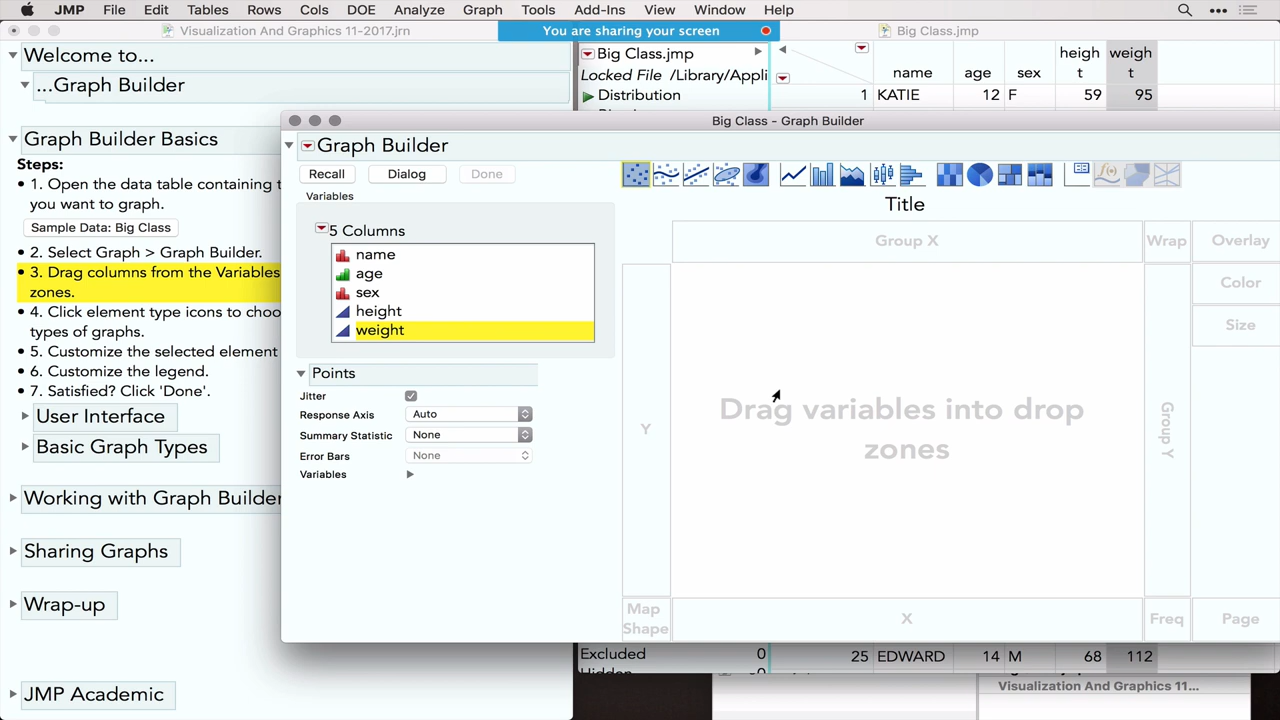 JMP File Edit Tables Rows Cols DOE Analyze Graph Tools Add-Ins View Window Help
Visualization And Graphics 11-2017.jrn
You are sharing your screen
Big Class.jmp
Welcome to...
...Graph Builder
Graph Builder Basics
Steps:
• 1. Open the data table containing
you want to graph.
Sample Data: Big Class
• 2. Select Graph > Graph Builder.
• 3. Drag columns from the Variables
zones.
• 4. Click element type icons to
types of graphs.
• 5. Customize the selected element
• 6. Customize the legend.
• 7. Satisfied? Click 'Done'.
User Interface
Basic Graph Types
Working with Graph Builder
Sharing Graphs
Wrap-up
JMP Academic
Big Class.jmp
Locked File /Library/Appli
Distribution
name age sex heigh
t weigh
t
1 KATIE 12 F 59 95
Big Class - Graph Builder
Graph Builder
Recall Dialog Done
Variables
5 Columns
name
age
sex
height
weight
Points
Jitter
Response Axis Auto
Summary Statistic None
Error Bars None
Variables
Title
Group X
Wrap
Overlay
Color
Size
Y
Drag variables into drop
zones
Group Y
Map
Shape
X
Freq
Page
Excluded 0
25 EDWARD 14 M 68 112
Visualization And Graphics 11...